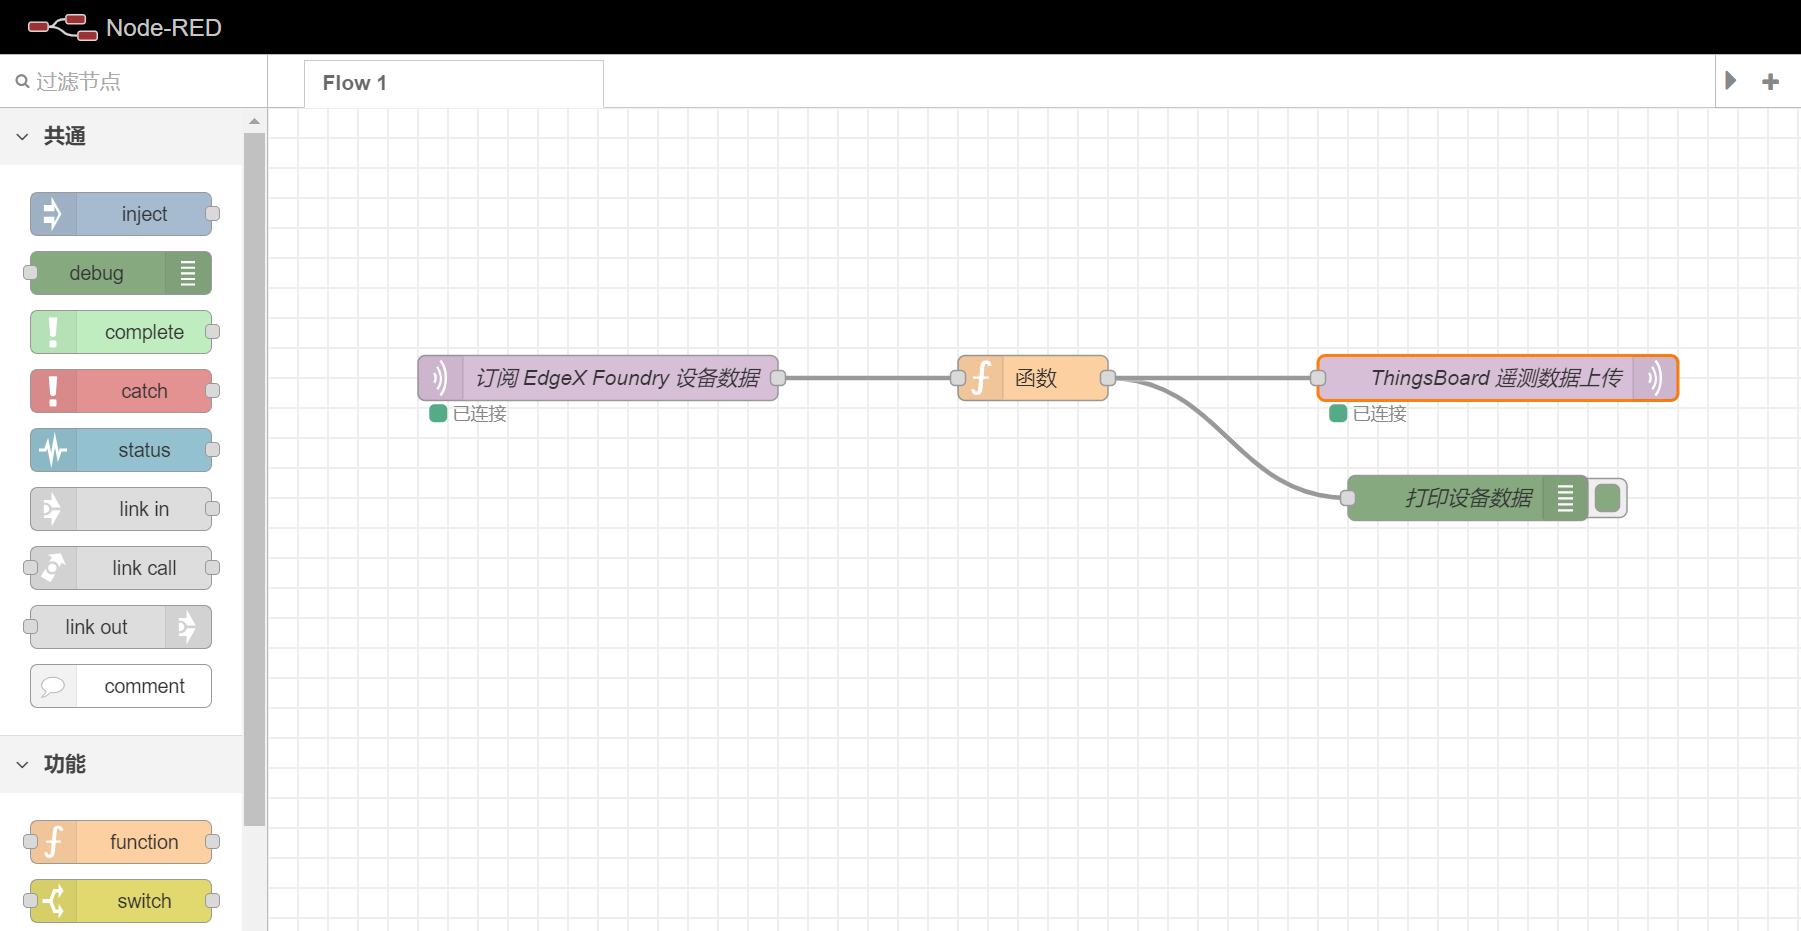 Node-RED
过滤节点
Flow 1
共通
inject
debug
complete
catch
status
link in
link call
link out
comment
功能
function
switch
订阅 EdgeX Foundry 设备数据
已连接
函数
ThingsBoard 遥测数据上传
已连接
打印设备数据